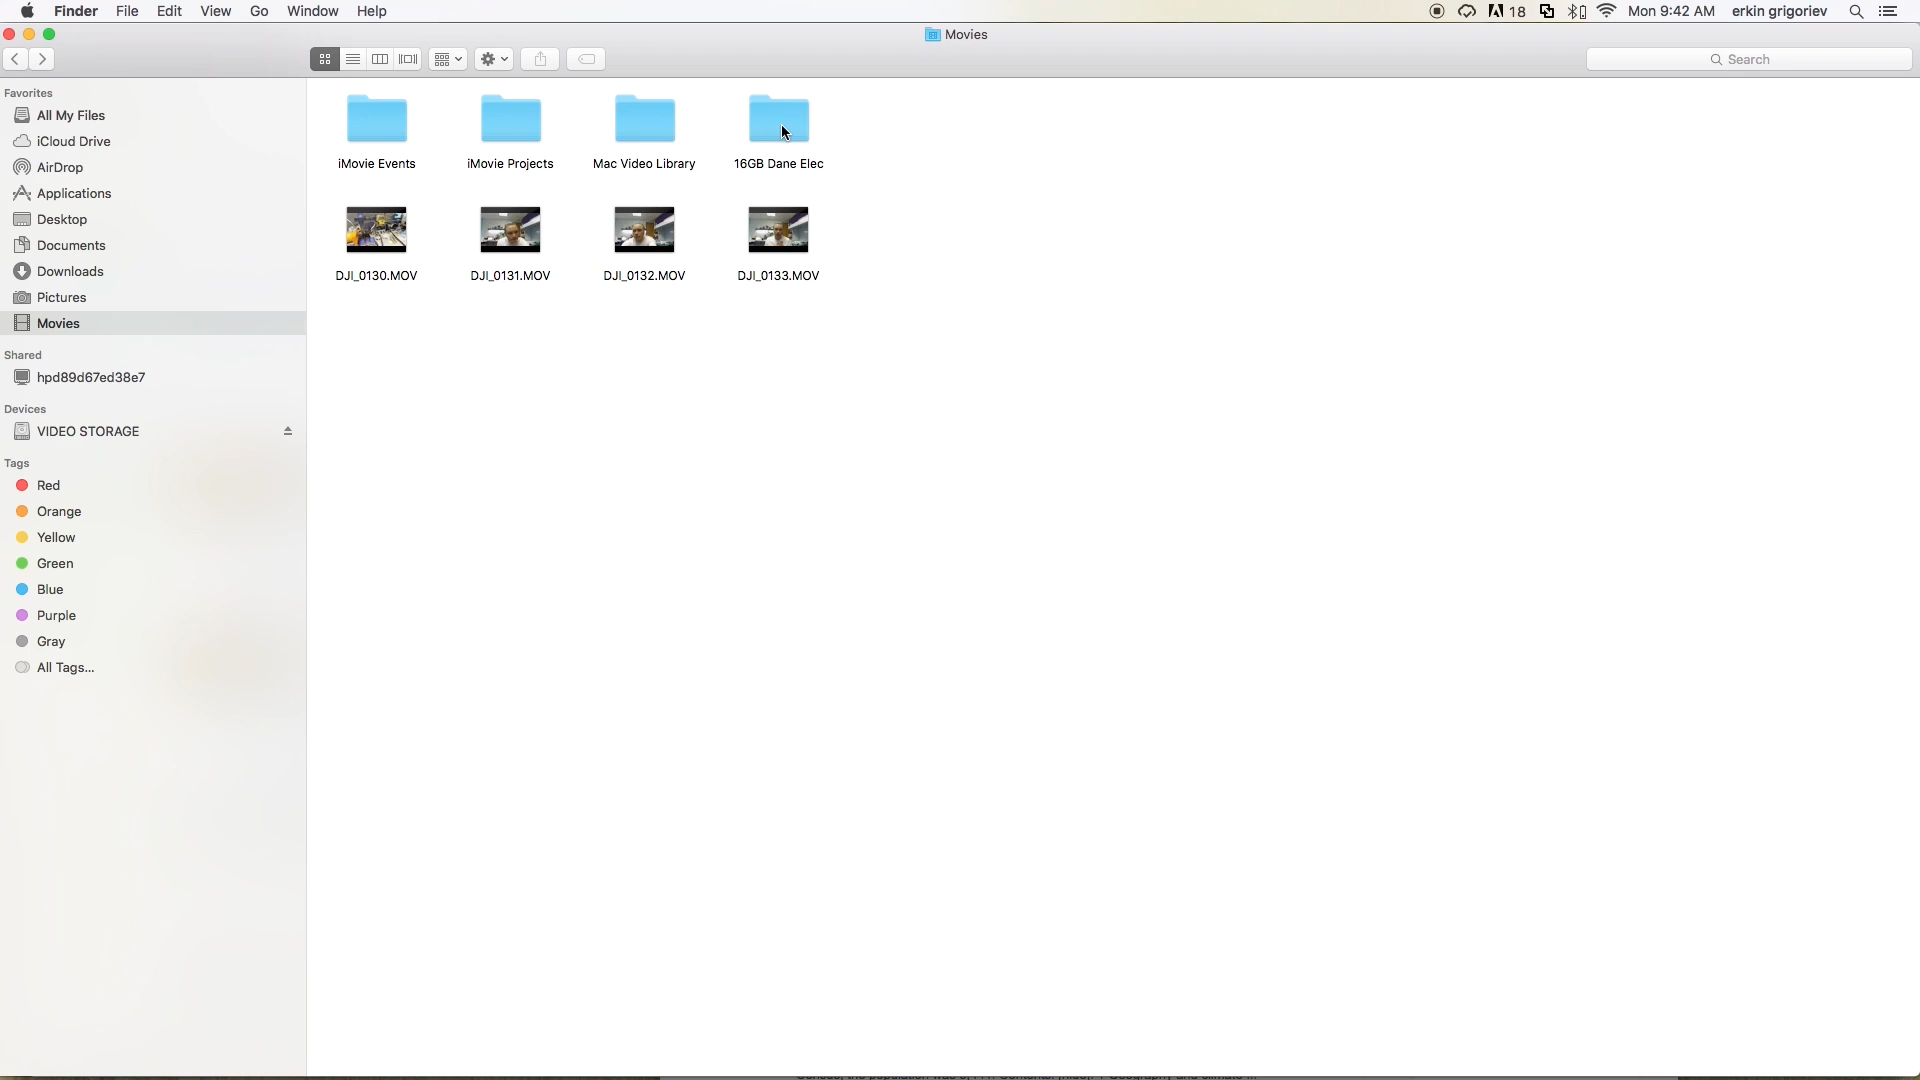 Finder File Edit View Go Window Help 18 Mon 9:42 AM erkin grigoriev
Movies
Search
Favorites
All My Files
iCloud Drive
AirDrop
Applications
Desktop
Documents
Downloads
Pictures
Movies
Shared
hpd89d67ed38e7
Devices
VIDEO STORAGE
Tags
Red
Orange
Yellow
Green
Blue
Purple
Gray
All Tags...
iMovie Events iMovie Projects Mac Video Library 16GB Dane Elec
DJI_0130.MOV DJI_0131.MOV DJI_0132.MOV DJI_0133.MOV